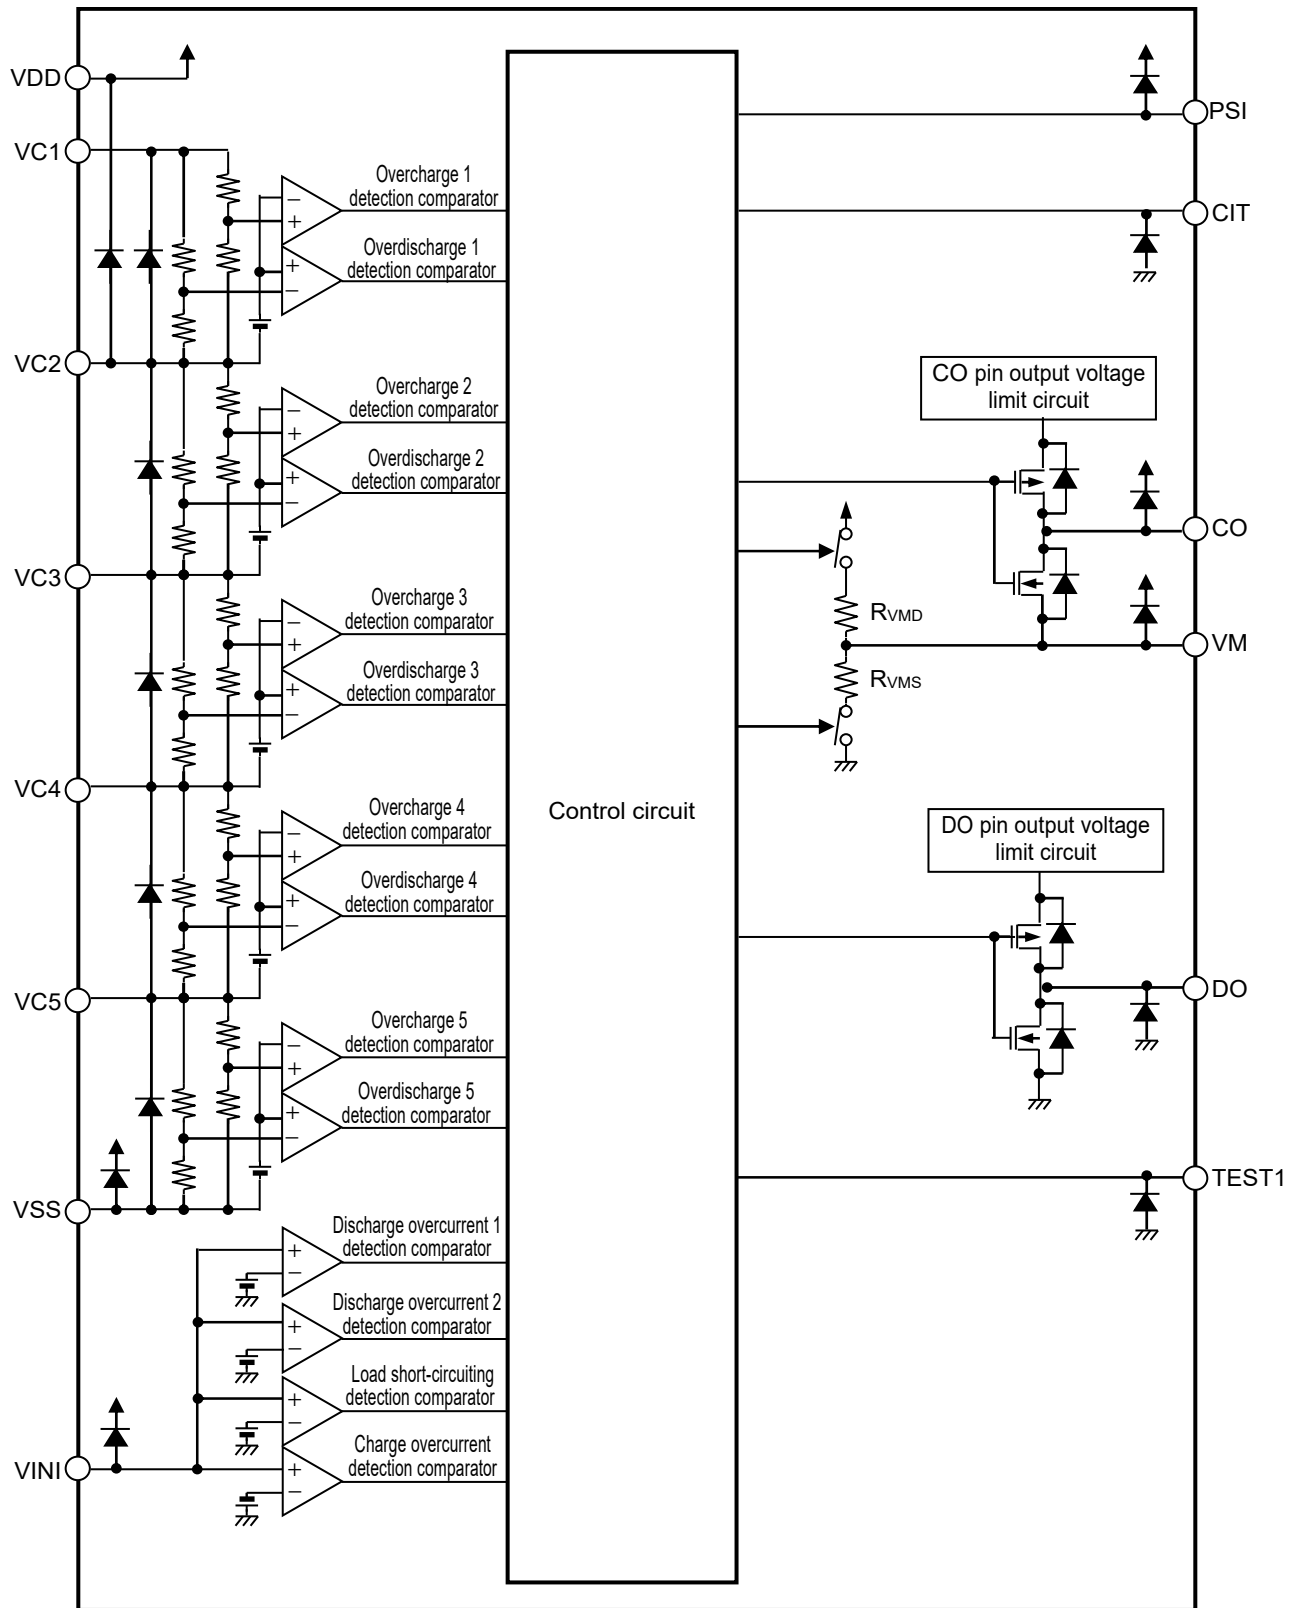 VDD
VC1
VC2
VC3
VC4
VC5
VSS
VINI
Overcharge 1
detection comparator
− 
+
Overdischarge 1
detection comparator
+
−
Overcharge 2
detection comparator
−
+
Overdischarge 2
detection comparator
+
−
Overcharge 3
detection comparator
−
+
Overdischarge 3
detection comparator
+
−
Overcharge 4
detection comparator
−
+
Overdischarge 4
detection comparator
+
−
Overcharge 5
detection comparator
−
+
Overdischarge 5
detection comparator
+
−
Discharge overcurrent 1
detection comparator
+
−
Discharge overcurrent 2
detection comparator
+
−
Load short-circuiting
detection comparator
+
−
Charge overcurrent
detection comparator
+
−
Control circuit
PSI
CIT
CO pin output voltage
limit circuit
CO
RVMD
VM
RVMS
DO pin output voltage
limit circuit
DO
TEST1